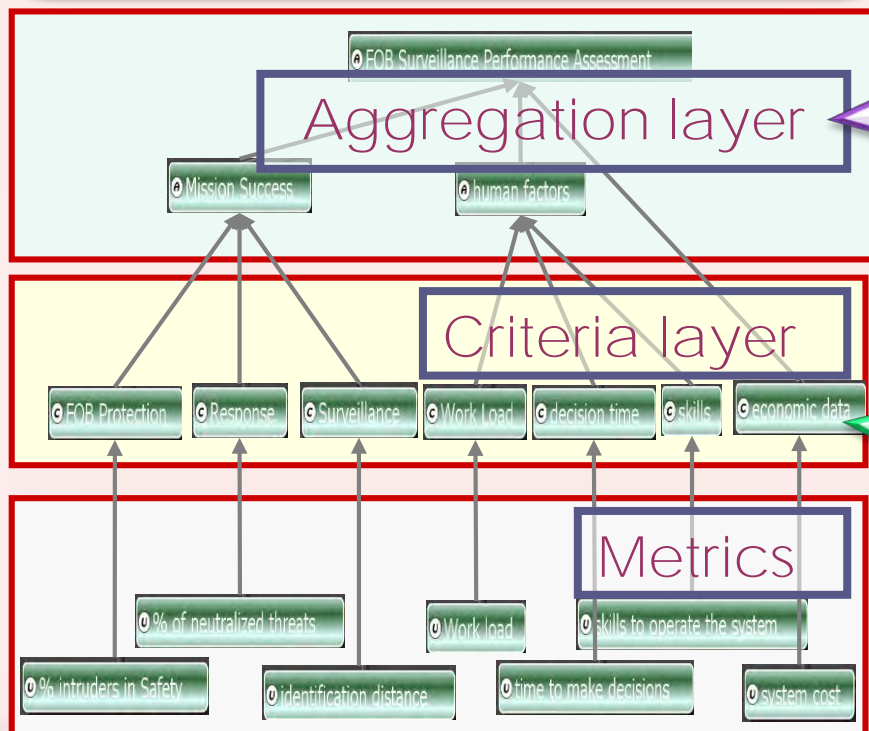 A FOB Surveillance Performance Assessment
Aggregation layer
A Mission Success
A human factors
Criteria layer
C FOB Protection
C Response
C Surveillance
C Work Load
C decision time
C skills
C economic data
Metrics
U % of neutralized threats
U Work load
U skills to operate the system
U % intruders in Safety
U identification distance
U time to make decisions
U system cost